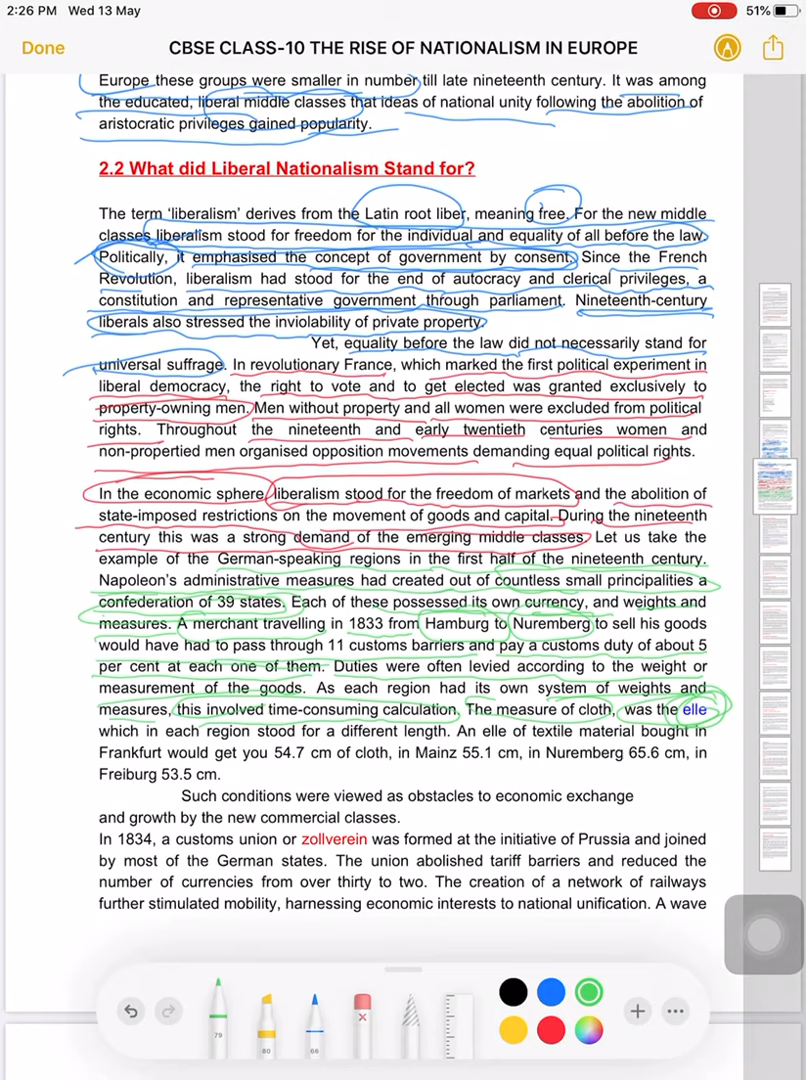 2:26 PM Wed 13 May
51%
Done
CBSE CLASS-10 THE RISE OF NATIONALISM IN EUROPE
Europe these groups were smaller in number till late nineteenth century. It was among
the educated, liberal middle classes that ideas of national unity following the abolition of
aristocratic privileges gained popularity.
2.2 What did Liberal Nationalism Stand for?
The term ‘liberalism’ derives from the Latin root liber, meaning free. For the new middle
classes liberalism stood for freedom for the individual and equality of all before the law.
Politically, it emphasised the concept of government by consent. Since the French
Revolution, liberalism had stood for the end of autocracy and clerical privileges, a
constitution and representative government through parliament. Nineteenth-century
liberals also stressed the inviolability of private property.
Yet, equality before the law did not necessarily stand for
universal suffrage. In revolutionary France, which marked the first political experiment in
liberal democracy, the right to vote and to get elected was granted exclusively to
property-owning men. Men without property and all women were excluded from political
rights. Throughout the nineteenth and early twentieth centuries women and
non-propertied men organised opposition movements demanding equal political rights.
In the economic sphere, liberalism stood for the freedom of markets and the abolition of
state-imposed restrictions on the movement of goods and capital. During the nineteenth
century this was a strong demand of the emerging middle classes. Let us take the
example of the German-speaking regions in the first half of the nineteenth century.
Napoleon’s administrative measures had created out of countless small principalities a
confederation of 39 states. Each of these possessed its own currency, and weights and
measures. A merchant travelling in 1833 from Hamburg to Nuremberg to sell his goods
would have had to pass through 11 customs barriers and pay a customs duty of about 5
per cent at each one of them. Duties were often levied according to the weight or
measurement of the goods. As each region had its own system of weights and
measures, this involved time-consuming calculation. The measure of cloth, was the elle
which in each region stood for a different length. An elle of textile material bought in
Frankfurt would get you 54.7 cm of cloth, in Mainz 55.1 cm, in Nuremberg 65.6 cm, in
Freiburg 53.5 cm.
Such conditions were viewed as obstacles to economic exchange
and growth by the new commercial classes.
In 1834, a customs union or zollverein was formed at the initiative of Prussia and joined
by most of the German states. The union abolished tariff barriers and reduced the
number of currencies from over thirty to two. The creation of a network of railways
further stimulated mobility, harnessing economic interests to national unification. A wave
79
80
66